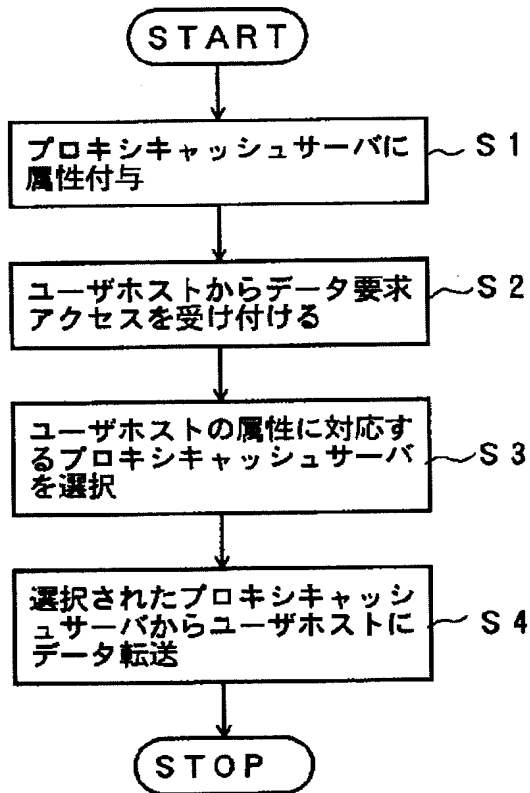 START
プロキシキャッシュサーバに
属性付与
S1
ユーザホストからデータ要求
アクセスを受け付ける
S2
ユーザホストの属性に対応す
るプロキシキャッシュサーバ
を選択
S3
選択されたプロキシキャッシ
ュサーバからユーザホストに
データ転送
S4
STOP